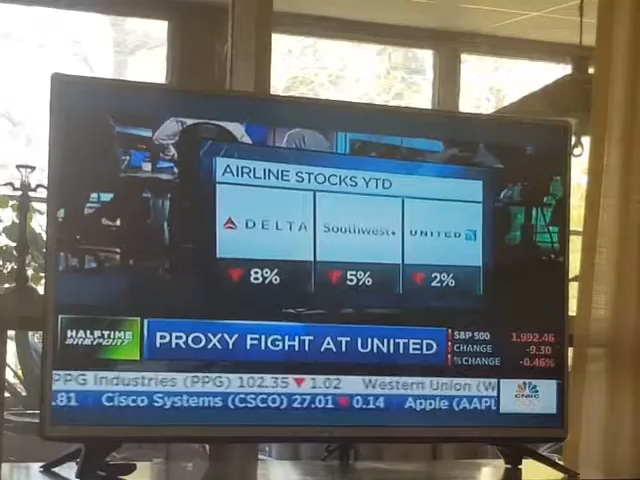 AIRLINE STOCKS YTD
DELTA Southwest UNITED
8% 5% 2%
HALFTIME REPORT
PROXY FIGHT AT UNITED
S&P 500 1,992.46
CHANGE -9.30
% CHANGE -0.46%
PPG Industries (PPG) 102.35 ▼ 1.02 Western Union (W
.81 Cisco Systems (CSCO) 27.01 ▼ 0.14 Apple (AAPL
CNBC